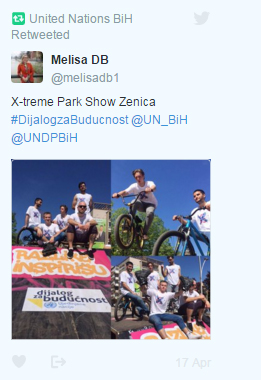 United Nations BiH
Retweeted
Melisa DB
@melisadb1
X-treme Park Show Zenica
#DijalogzaBuducnost @UN_BiH
@UNDPBiH
INSPIRIŠU
dijalog
za
budućnost
17 Apr